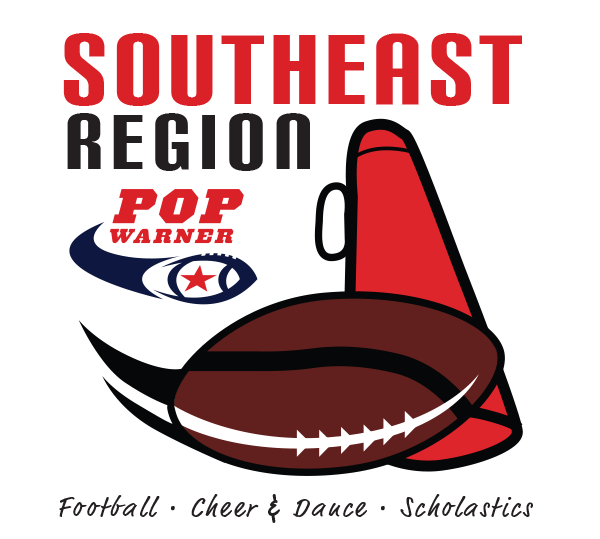 SOUTHEAST
REGION
POP
WARNER
Football · Cheer & Dance · Scholastics